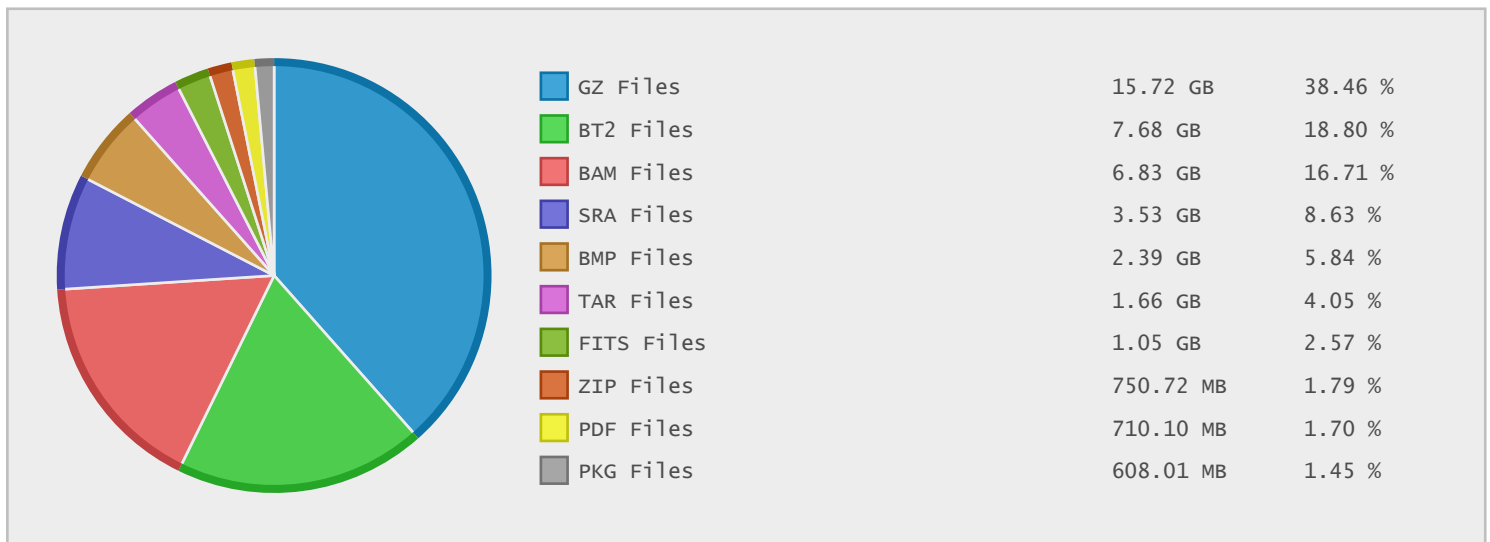 GZ Files 15.72 GB 38.46 %
BT2 Files 7.68 GB 18.80 %
BAM Files 6.83 GB 16.71 %
SRA Files 3.53 GB 8.63 %
BMP Files 2.39 GB 5.84 %
TAR Files 1.66 GB 4.05 %
FITS Files 1.05 GB 2.57 %
ZIP Files 750.72 MB 1.79 %
PDF Files 710.10 MB 1.70 %
PKG Files 608.01 MB 1.45 %